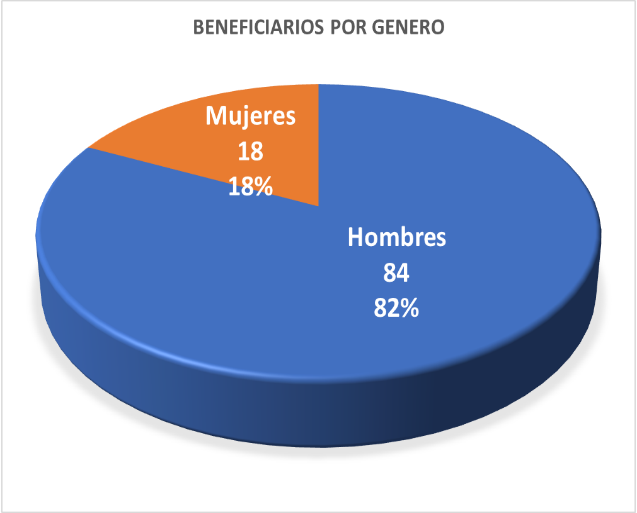 BENEFICIARIOS POR GENERO
Mujeres
18
18%
Hombres
84
82%